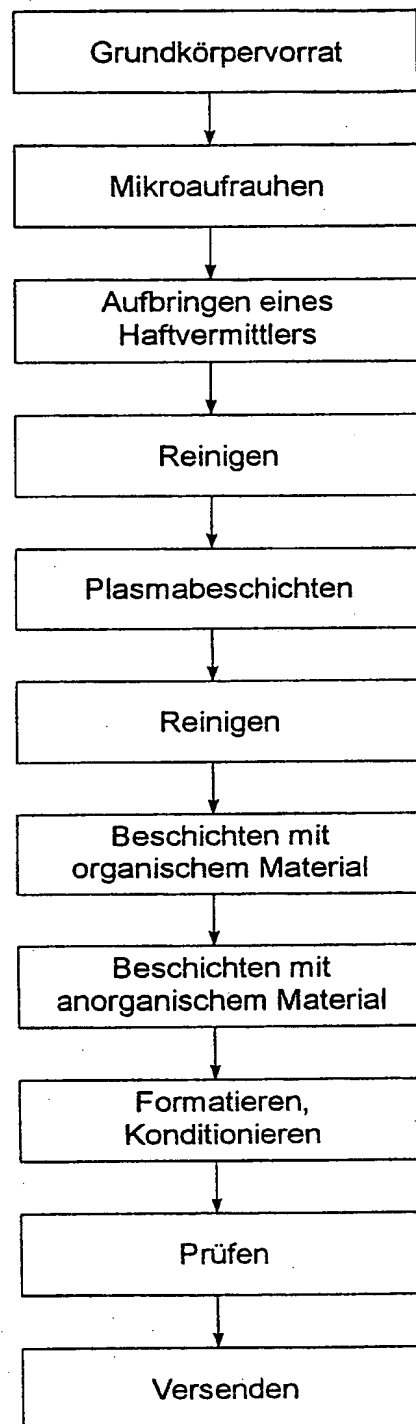 Grundkörpervorrat
Mikroaufrauhen
Aufbringen eines
Haftvermittlers
Reinigen
Plasmabeschichten
Reinigen
Beschichten mit
organischem Material
Beschichten mit
anorganischem Material
Formatieren,
Konditionieren
Prüfen
Versenden